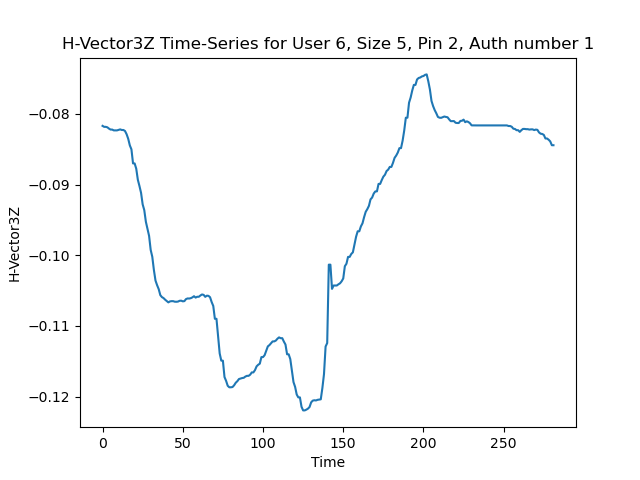 H-Vector3Z Time-Series for User 6, Size 5, Pin 2, Auth number 1
−0.08
−0.09
−0.10
−0.11
−0.12
H-Vector3Z
0 50 100 150 200 250
Time